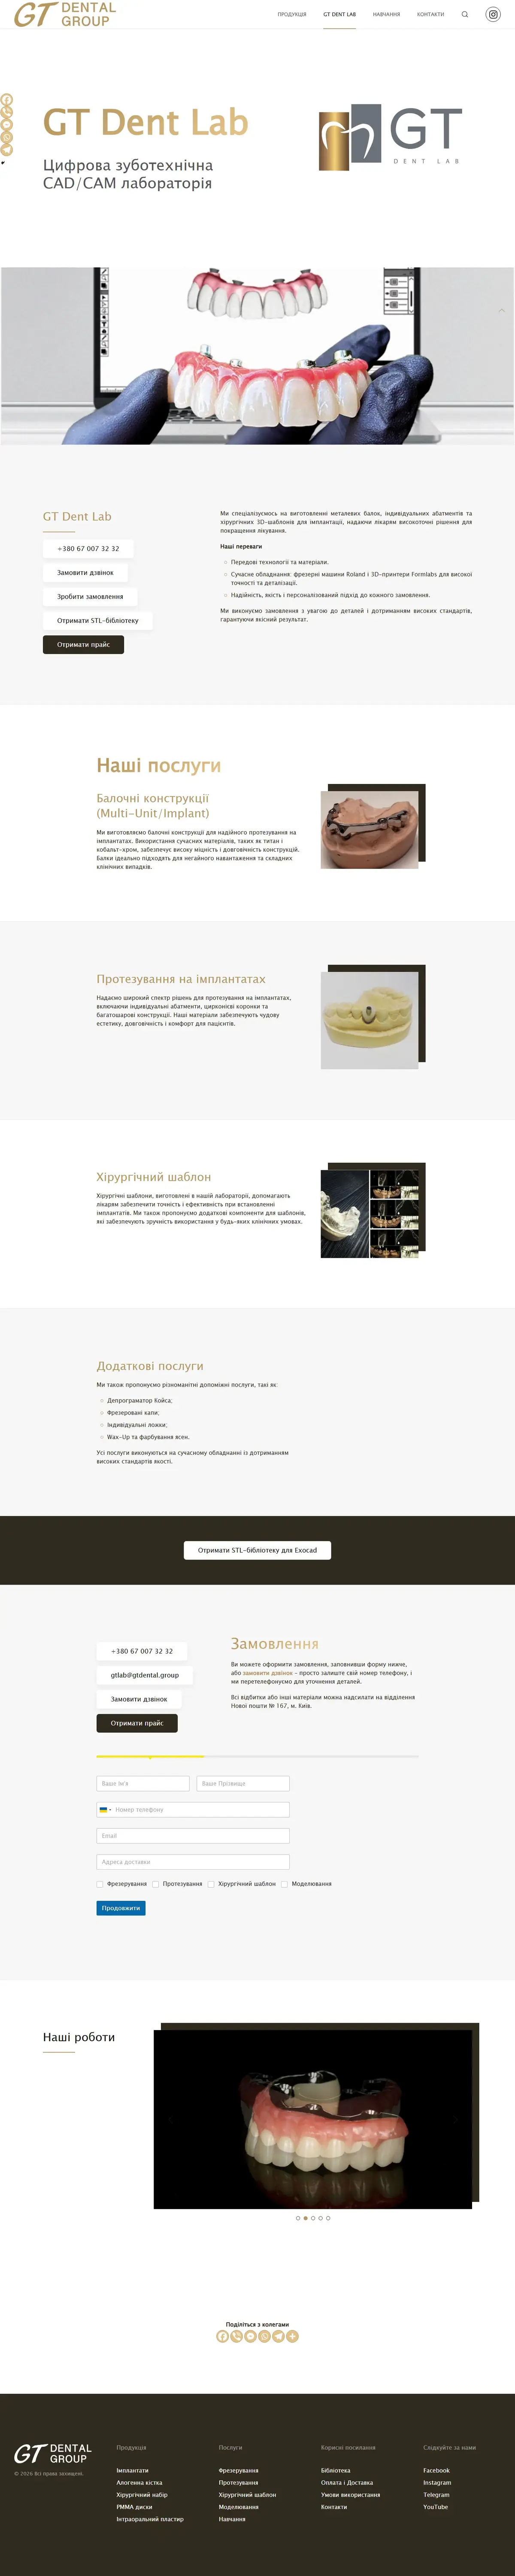 GT DENTAL GROUP
ПРОДУКЦІЯ
GT DENT LAB
НАВЧАННЯ
КОНТАКТИ
GT Dent Lab
Цифрова зуботехнічна
CAD/CAM лабораторія
GT
DENT LAB
GT Dent Lab
+380 67 007 32 32
Замовити дзвінок
Зробити замовлення
Отримати STL-бібліотеку
Отримати прайс
Ми спеціалізуємось на виготовленні металевих балок, індивідуальних абатментів та
хірургічних 3D-шаблонів для імплантації, надаючи лікарям високоточні рішення для
покращення лікування.
Наші переваги
Передові технології та матеріали.
Сучасне обладнання: фрезерні машини Roland і 3D-принтери Formlabs для високої
точності та деталізації.
Надійність, якість і персоналізований підхід до кожного замовлення.
Ми виконуємо замовлення з увагою до деталей і дотриманням високих стандартів,
гарантуючи якісний результат.
Наші послуги
Балочні конструкції
(Multi-Unit/Implant)
Ми виготовляємо балочні конструкції для надійного протезування на
імплантатах. Використання сучасних матеріалів, таких як титан і
кобальт-хром, забезпечує високу міцність і довговічність конструкцій.
Балки ідеально підходять для негайного навантаження та складних
клінічних випадків.
Протезування на імплантатах
Надаємо широкий спектр рішень для протезування на імплантатах,
включаючи індивідуальні абатменти, цирконієві коронки та
багатошарові конструкції. Наші матеріали забезпечують чудову
естетику, довговічність і комфорт для пацієнтів.
Хірургічний шаблон
Хірургічні шаблони, виготовлені в нашій лабораторії, допомагають
лікарям забезпечити точність і ефективність при встановленні
імплантатів. Ми також пропонуємо додаткові компоненти для шаблонів,
які забезпечують зручність використання у будь-яких клінічних умовах.
Додаткові послуги
Ми також пропонуємо різноманітні допоміжні послуги, такі як:
Депрограматор Койса;
Фрезеровані капи;
Індивідуальні ложки;
Wax-Up та фарбування ясен.
Усі послуги виконуються на сучасному обладнанні із дотриманням
високих стандартів якості.
Отримати STL-бібліотеку для Exocad
+380 67 007 32 32
gtlab@gtdental.group
Замовити дзвінок
Отримати прайс
Замовлення
Ви можете оформити замовлення, заповнивши форму нижче,
або замовити дзвінок – просто залиште свій номер телефону, і
ми перетелефонуємо для уточнення деталей.
Всі відбитки або інші матеріали можна надсилати на відділення
Нової пошти № 167, м. Київ.
Ваше Ім'я
Ваше Прізвище
Номер телефону
Email
Адреса доставки
Фрезерування
Протезування
Хірургічний шаблон
Моделювання
Продовжити
Наші роботи
Поділіться з колегами
GT DENTAL GROUP
© 2026 Всі права захищені.
Продукція
Імплантати
Алогенна кістка
Хірургічний набір
PMMA диски
Інтраоральний пластир
Послуги
Фрезерування
Протезування
Хірургічний шаблон
Моделювання
Навчання
Корисні посилання
Бібліотека
Оплата і Доставка
Умови використання
Контакти
Слідкуйте за нами
Facebook
Instagram
Telegram
YouTube